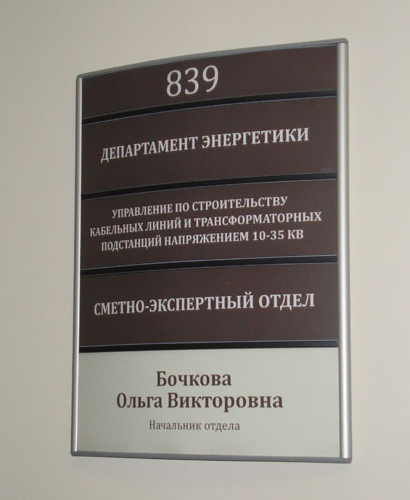 839
ДЕПАРТАМЕНТ ЭНЕРГЕТИКИ
УПРАВЛЕНИЕ ПО СТРОИТЕЛЬСТВУ
КАБЕЛЬНЫХ ЛИНИЙ И ТРАНСФОРМАТОРНЫХ
ПОДСТАНЦИЙ НАПРЯЖЕНИЕМ 10-35 КВ
СМЕТНО-ЭКСПЕРТНЫЙ ОТДЕЛ
Бочкова
Ольга Викторовна
Начальник отдела